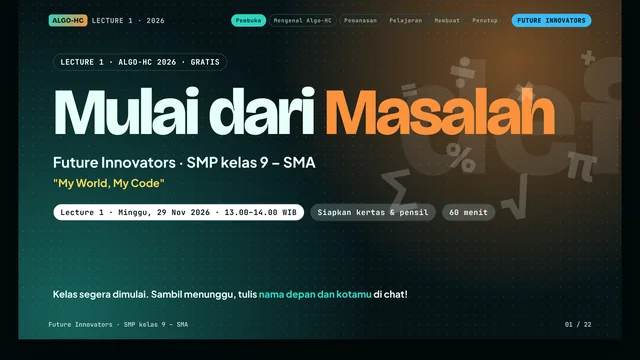 ALGO-HC LECTURE 1 · 2026
Pembuka Mengenal Algo-HC Pemanasan Pelajaran Membuat Penutup FUTURE INNOVATORS
LECTURE 1 · ALGO-HC 2026 · GRATIS
Mulai dari Masalah
Future Innovators · SMP kelas 9 – SMA
"My World, My Code"
Lecture 1 · Minggu, 29 Nov 2026 · 13.00–14.00 WIB Siapkan kertas & pensil 60 menit
Kelas segera dimulai. Sambil menunggu, tulis nama depan dan kotamu di chat!
Future Innovators · SMP kelas 9 – SMA 01 / 22
def
÷ + = × % π Σ √